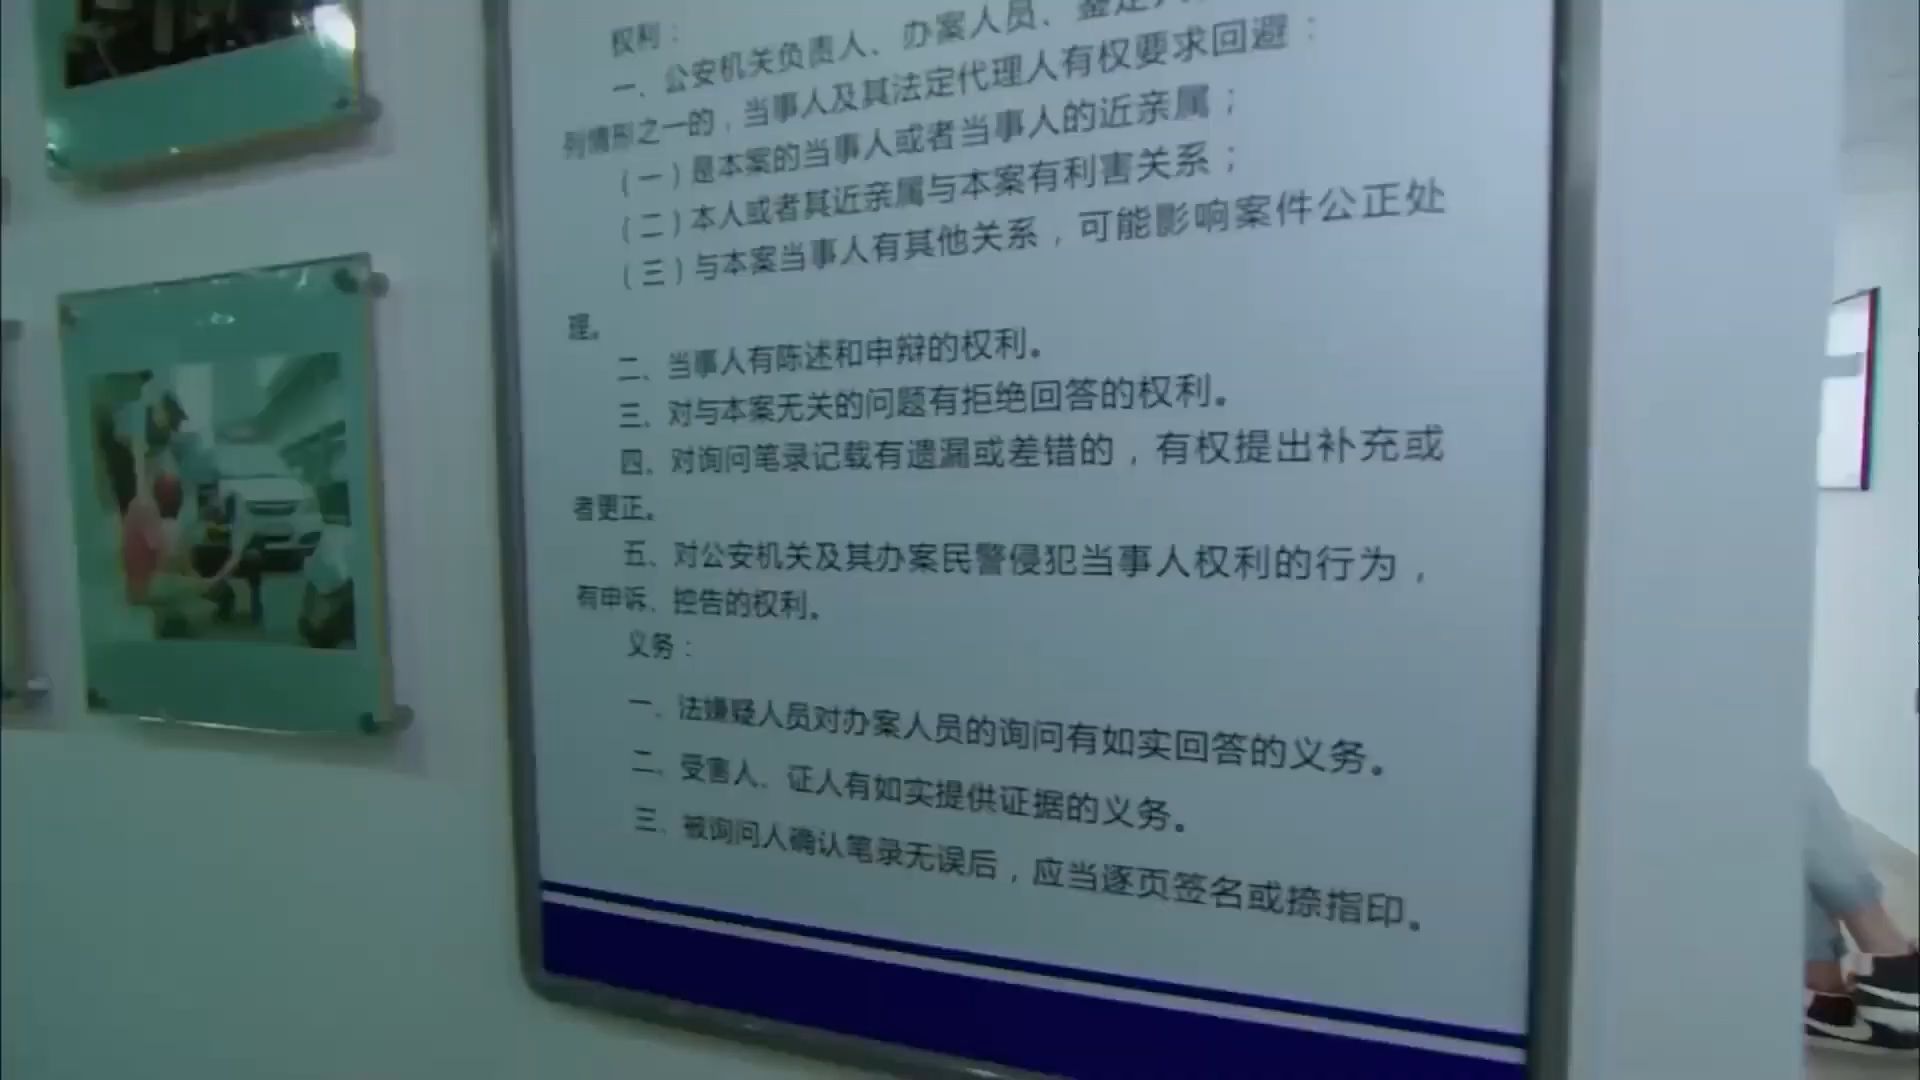 权利：
一、公安机关负责人、办案人员、鉴定人
列情形之一的，当事人及其法定代理人有权要求回避：
（一）是本案的当事人或者当事人的近亲属；
（二）本人或者其近亲属与本案有利害关系；
（三）与本案当事人有其他关系，可能影响案件公正处
理。
二、当事人有陈述和申辩的权利。
三、对与本案无关的问题有拒绝回答的权利。
四、对询问笔录记载有遗漏或差错的，有权提出补充或
者更正。
五、对公安机关及其办案民警侵犯当事人权利的行为，
有申诉、控告的权利。
义务：
一、法嫌疑人员对办案人员的询问有如实回答的义务。
二、受害人、证人有如实提供证据的义务。
三、被询问人确认笔录无误后，应当逐页签名或捺指印。